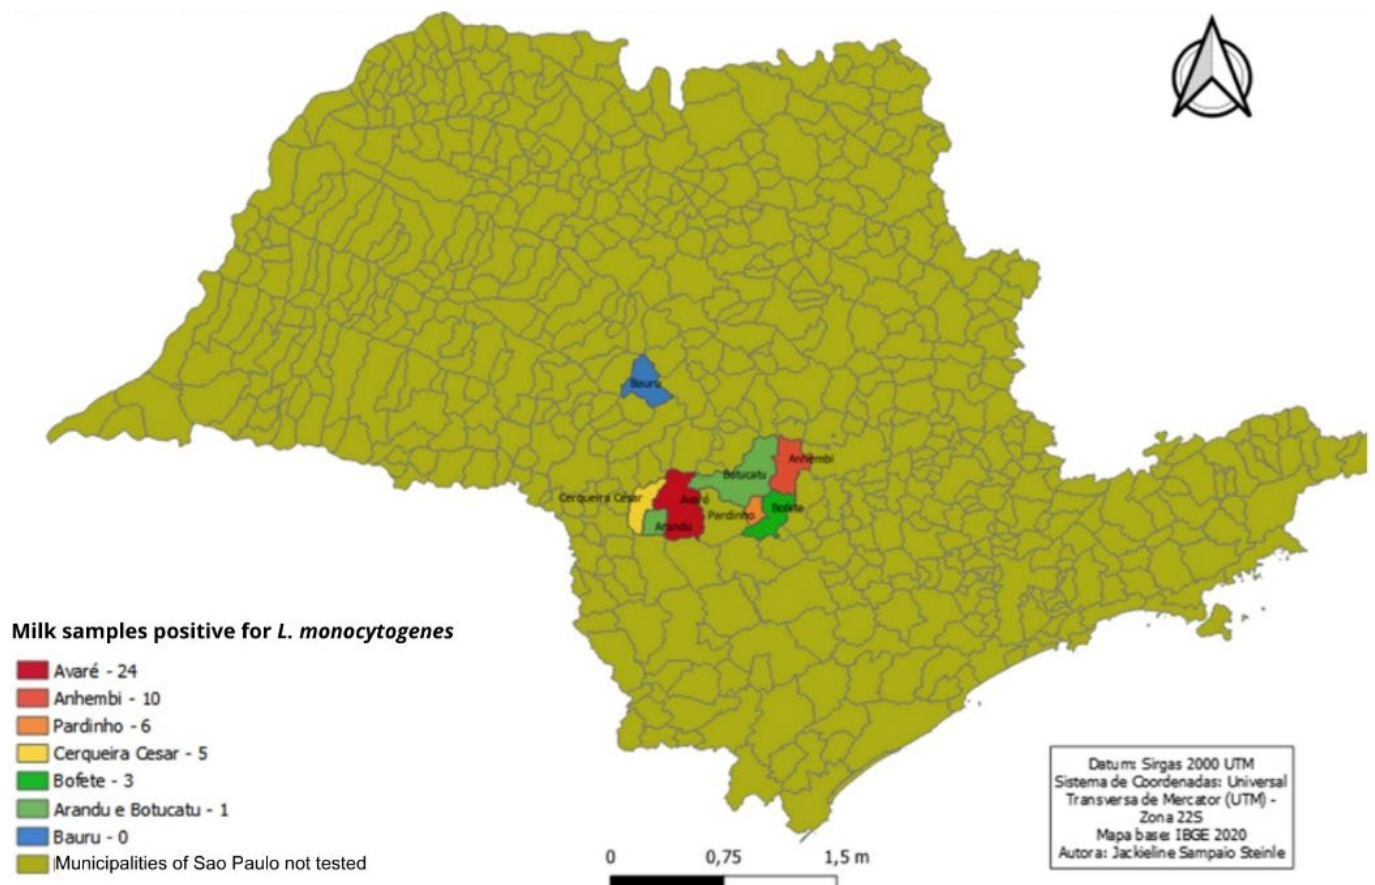 Bauru
Anhembi
Botucatu
Cerqueira César
Avaré
Pardinho
Bofete
Arandu
Milk samples positive for L. monocytogenes
Avaré - 24
Anhembi - 10
Pardinho - 6
Cerqueira Cesar - 5
Bofete - 3
Arandu e Botucatu - 1
Bauru - 0
Municipalities of Sao Paulo not tested
0 0,75 1,5 m
Datum: Sirgas 2000 UTM
Sistema de Coordenadas: Universal
Transversa de Mercator (UTM) -
Zona 22S
Mapa base: IBGE 2020
Autora: Jackieline Sampaio Steinle